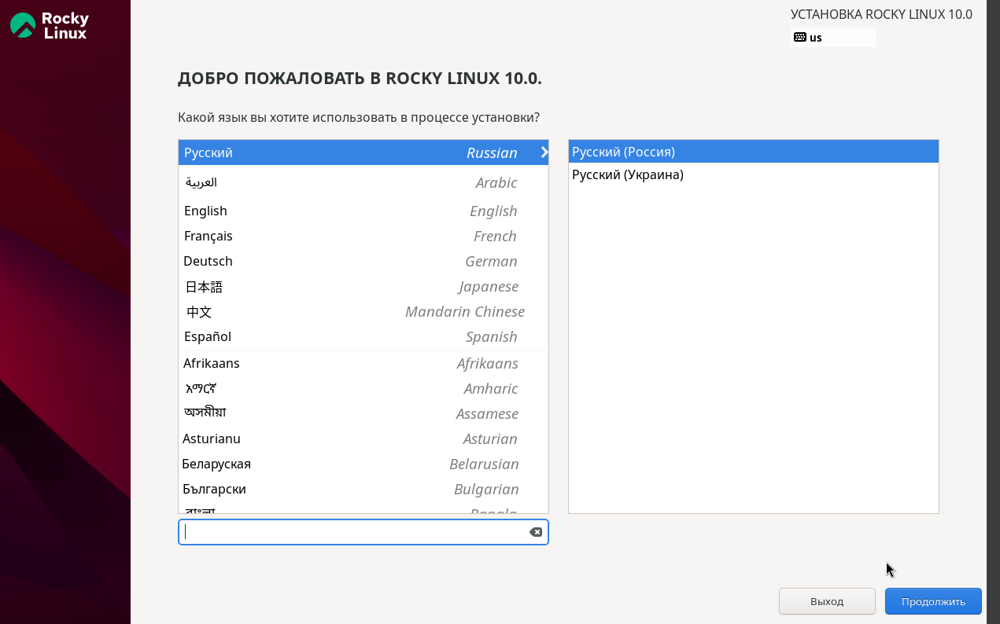 Rocky
Linux
УСТАНОВКА ROCKY LINUX 10.0
us
ДОБРО ПОЖАЛОВАТЬ В ROCKY LINUX 10.0.
Какой язык вы хотите использовать в процессе установки?
Русский Russian
العربية Arabic
English English
Français French
Deutsch German
日本語 Japanese
中文 Mandarin Chinese
Español Spanish
Afrikaans Afrikaans
አማርኛ Amharic
অসমীয়া Assamese
Asturianu Asturian
Беларуская Belarusian
Български Bulgarian
বাংলা Bangla
Русский (Россия)
Русский (Украина)
Выход
Продолжить